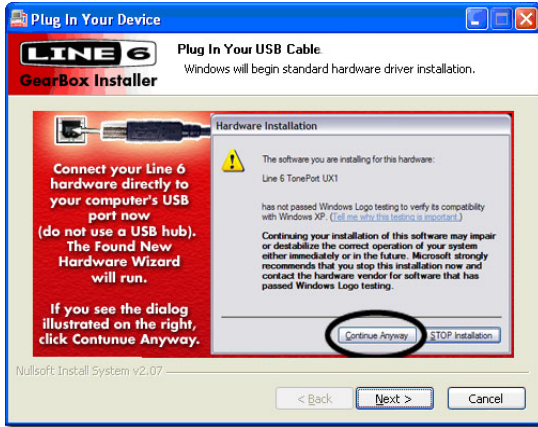 Plug In Your Device
LINE 6
GearBox Installer
Plug In Your USB Cable
Windows will begin standard hardware driver installation.
Connect your Line 6
hardware directly to
your computer's USB
port now
(do not use a USB hub).
The Found New
Hardware Wizard
will run.
If you see the dialog
illustrated on the right,
click Contunue Anyway.
Hardware Installation
The software you are installing for this hardware:
Line 6 TonePort UX1
has not passed Windows Logo testing to verify its compatibility
with Windows XP. (Tell me why this testing is important.)
Continuing your installation of this software may impair
or destabilize the correct operation of your system
either immediately or in the future. Microsoft strongly
recommends that you stop this installation now and
contact the hardware vendor for software that has
passed Windows Logo testing.
Continue Anyway
STOP Installation
Nullsoft Install System v2.07
< Back
Next >
Cancel